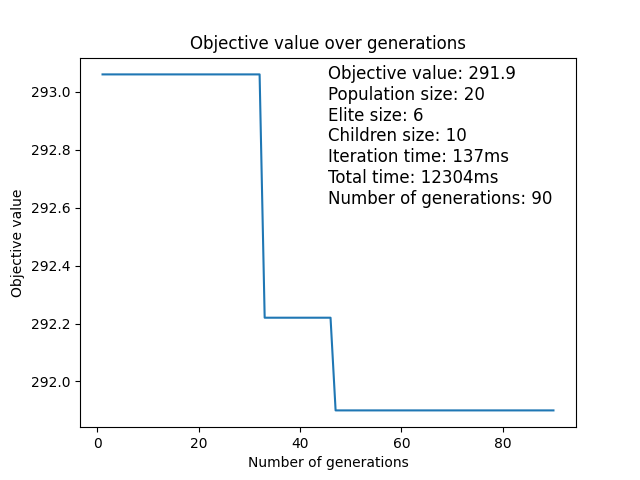 Objective value over generations
Objective value: 291.9
Population size: 20
Elite size: 6
Children size: 10
Iteration time: 137ms
Total time: 12304ms
Number of generations: 90
Objective value
293.0
292.8
292.6
292.4
292.2
292.0
0 20 40 60 80
Number of generations